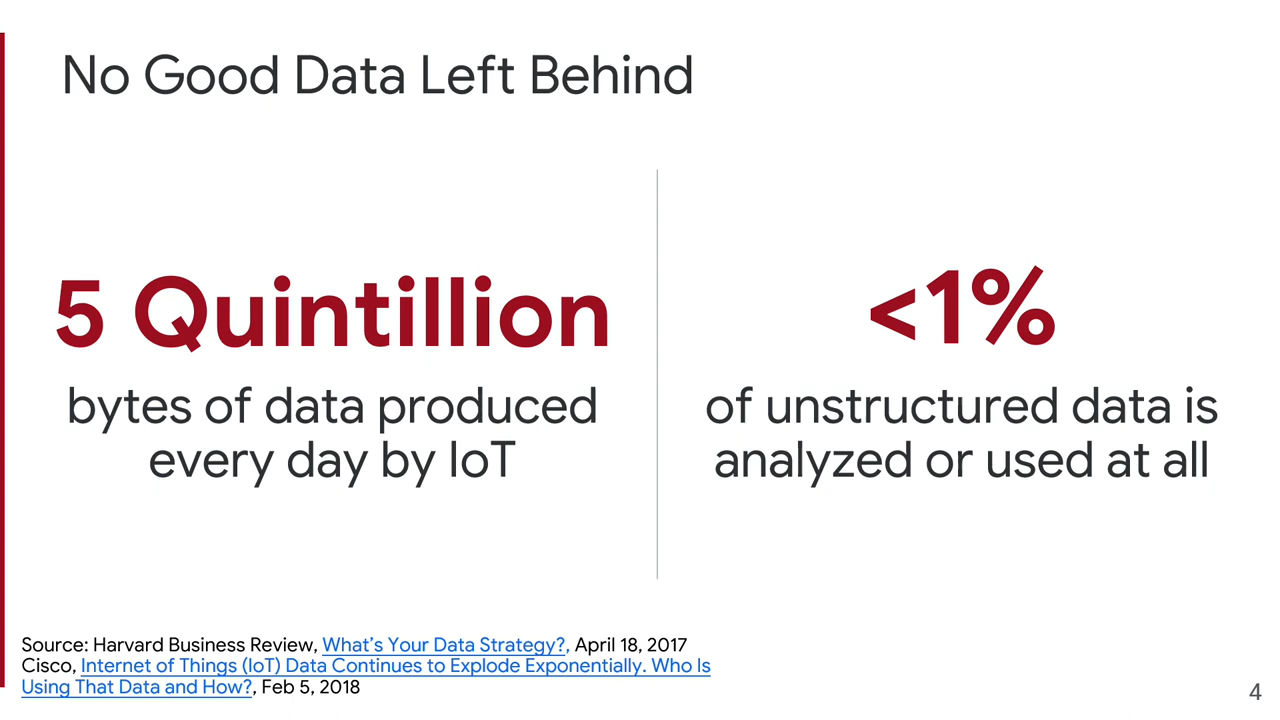 No Good Data Left Behind
5 Quintillion
bytes of data produced
every day by IoT
<1%
of unstructured data is
analyzed or used at all
Source: Harvard Business Review, What’s Your Data Strategy?, April 18, 2017
Cisco, Internet of Things (IoT) Data Continues to Explode Exponentially. Who Is
Using That Data and How?, Feb 5, 2018
4